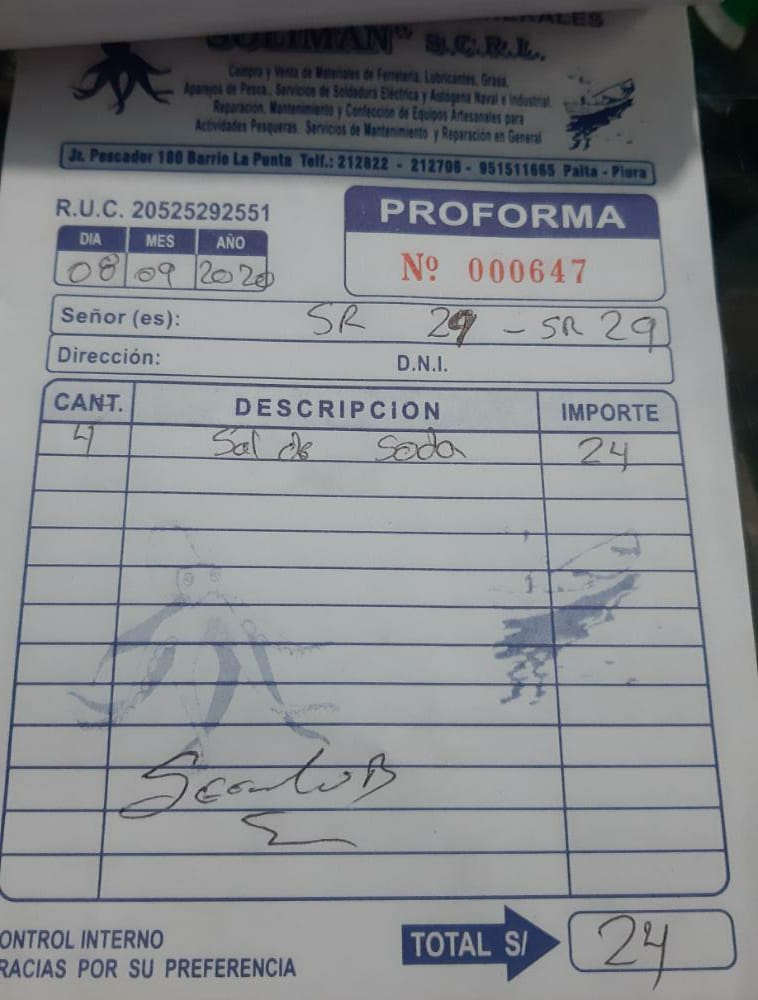 "SOLIMAN" S.C.R.L.
Compra y Venta de Materiales de Ferreteria, Lubricantes, Grasa,
Aparejos de Pesca, Servicios de Soldadura Eléctrica y Autógena Naval e Industrial.
Reparación, Mantenimiento y Confección de Equipos Artesanales para
Actividades Pesqueras. Servicios de Mantenimiento y Reparación en General
Jr. Pescador 180 Barrio La Punta Telf.: 212822 - 212706 - 951511665 Paita - Piura
R.U.C. 20525292551
PROFORMA
DIA MES AÑO
08 09 2020
Nº 000647
Señor (es): SR 29 - SR 29
Dirección: D.N.I.
CANT. DESCRIPCION IMPORTE
4 Sal de Soda 24
ONTROL INTERNO
RACIAS POR SU PREFERENCIA
TOTAL S/ 24